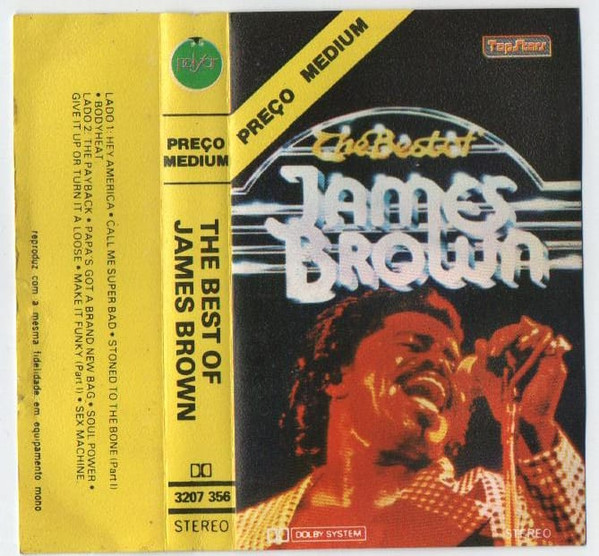 LADO 1: HEY AMERICA • CALL ME SUPER BAD • STONED TO THE BONE (Part I)
• BODYHEAT
LADO 2: THE PAYBACK • PAPA'S GOT A BRAND NEW BAG • SOUL POWER •
GIVE IT UP OR TURN IT A LOOSE • MAKE IT FUNKY (Part I) • SEX MACHINE.
reproduz com a mesma fidelidade em equipamento mono
polydor
PREÇO
MEDIUM
THE BEST OF
JAMES BROWN
3207 356
STEREO
PREÇO MEDIUM
Top Starr
The Best of
JAMES
BROWN
DOLBY SYSTEM
STEREO